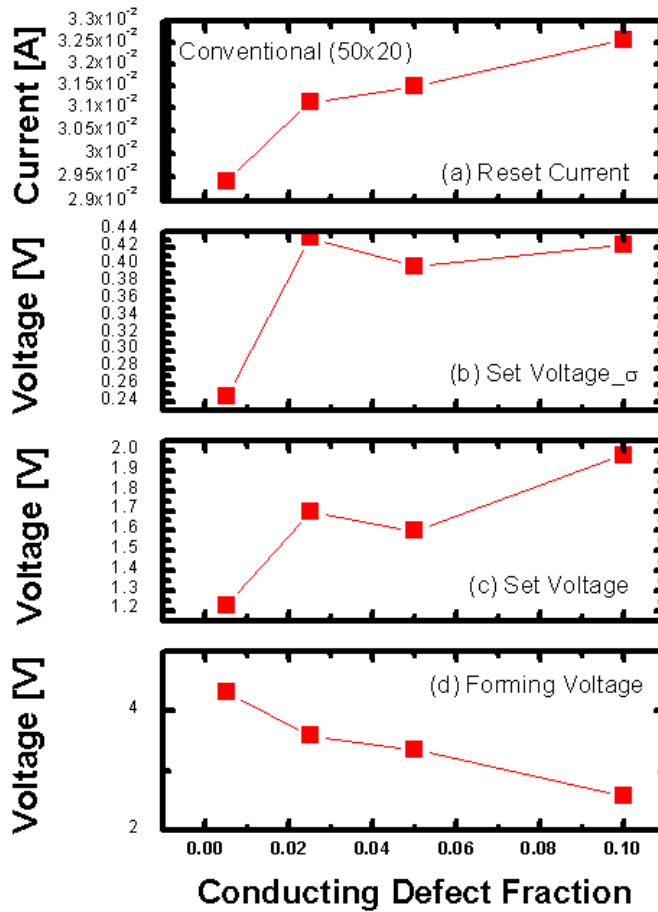 Current [A]
3.3x10⁻²
3.25x10⁻²
3.2x10⁻²
3.15x10⁻²
3.1x10⁻²
3.05x10⁻²
3x10⁻²
2.95x10⁻²
2.9x10⁻²
Conventional (50x20)
(a) Reset Current
Voltage [V]
0.44
0.42
0.40
0.38
0.36
0.34
0.32
0.30
0.28
0.26
0.24
(b) Set Voltage_σ
Voltage [V]
2.0
1.9
1.8
1.7
1.6
1.5
1.4
1.3
1.2
(c) Set Voltage
Voltage [V]
4
2
(d) Forming Voltage
0.00 0.02 0.04 0.06 0.08 0.10
Conducting Defect Fraction